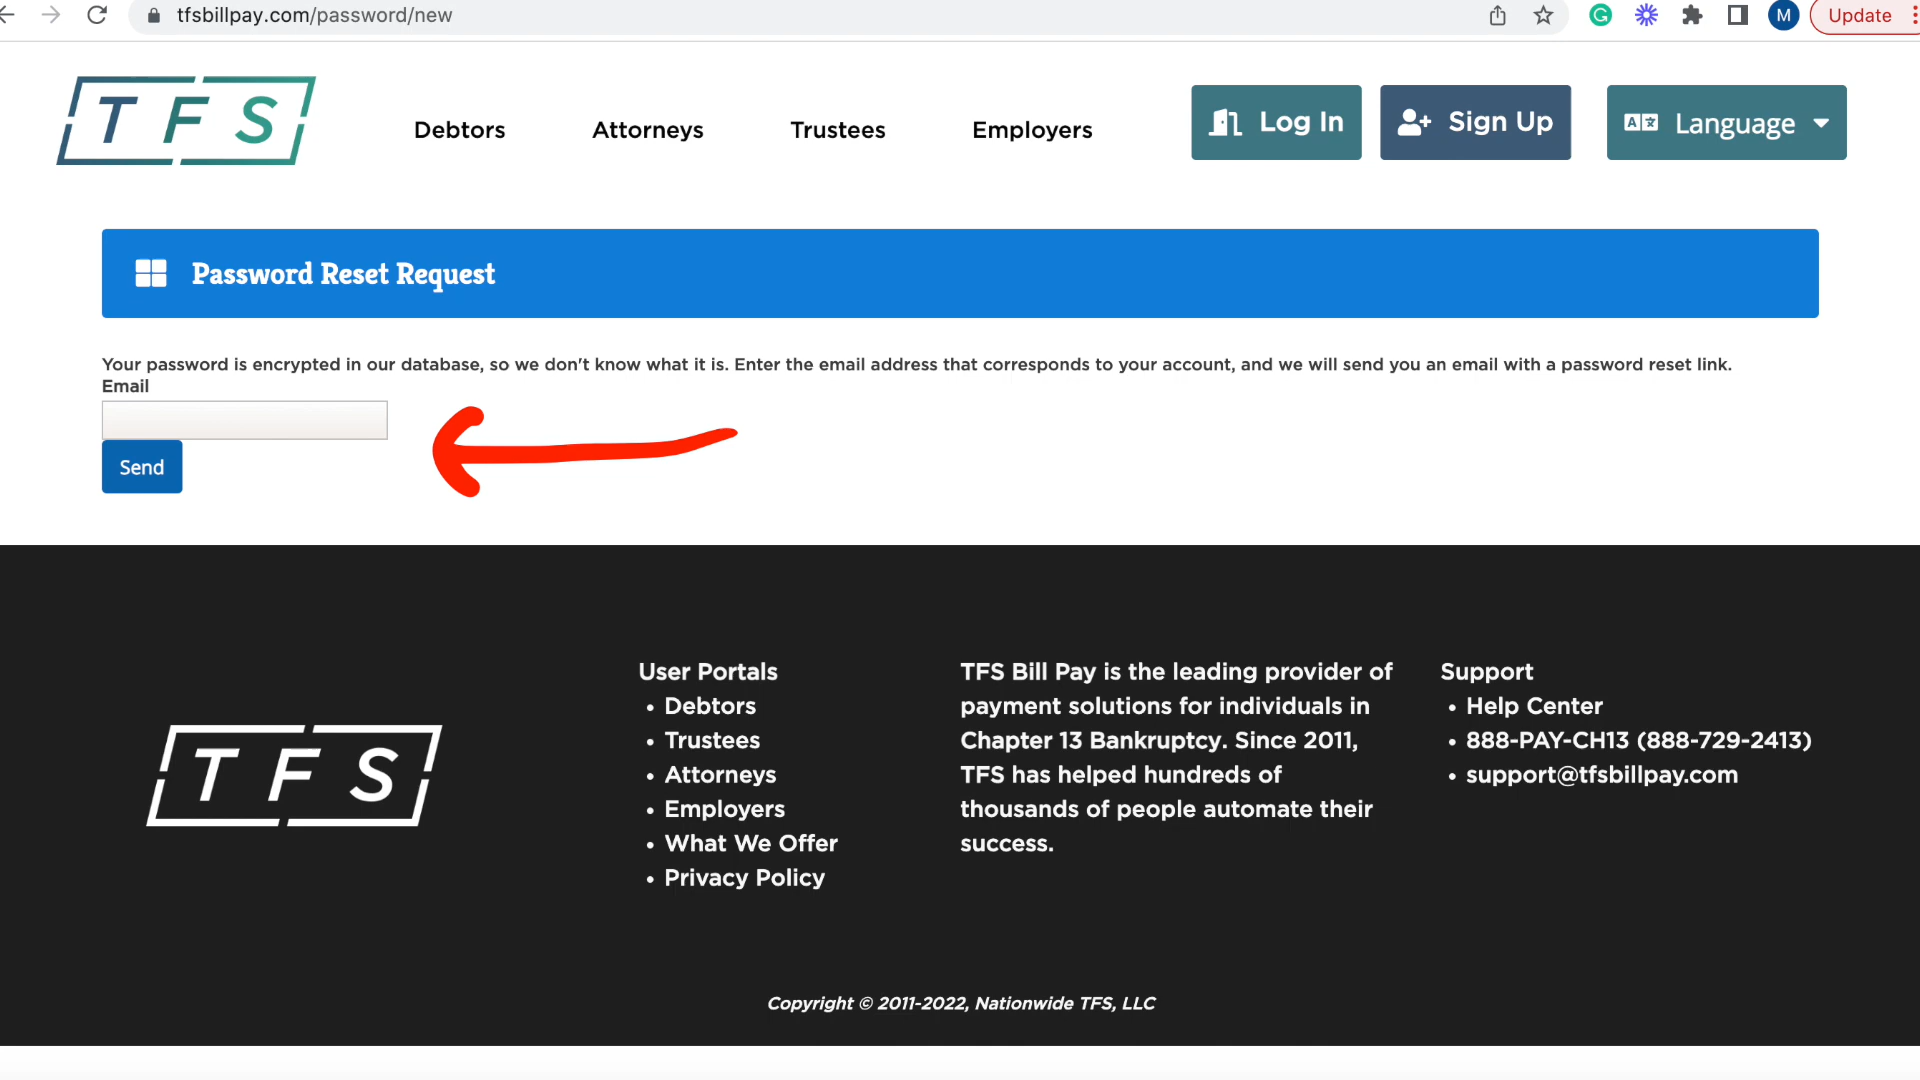 tfsbillpay.com/password/new
M
Update
TFS
Debtors
Attorneys
Trustees
Employers
Log In
Sign Up
Language
Password Reset Request
Your password is encrypted in our database, so we don't know what it is. Enter the email address that corresponds to your account, and we will send you an email with a password reset link.
Email
Send
TFS
User Portals
• Debtors
• Trustees
• Attorneys
• Employers
• What We Offer
• Privacy Policy
TFS Bill Pay is the leading provider of
payment solutions for individuals in
Chapter 13 Bankruptcy. Since 2011,
TFS has helped hundreds of
thousands of people automate their
success.
Support
• Help Center
• 888-PAY-CH13 (888-729-2413)
• support@tfsbillpay.com
Copyright © 2011-2022, Nationwide TFS, LLC